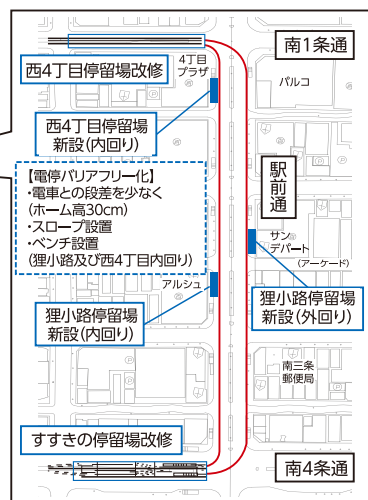 南1条通
西4丁目停留場改修
4丁目
プラザ
パルコ
西4丁目停留場
新設(内回り)
【電停バリアフリー化】
・電車との段差を少なく
(ホーム高30cm)
・スロープ設置
・ベンチ設置
(狸小路及び西4丁目内回り)
駅前通
サン
デパート
(アーケード)
アルシュ
狸小路停留場
新設(内回り)
狸小路停留場
新設(外回り)
南三条
郵便局
すすきの停留場改修
南4条通